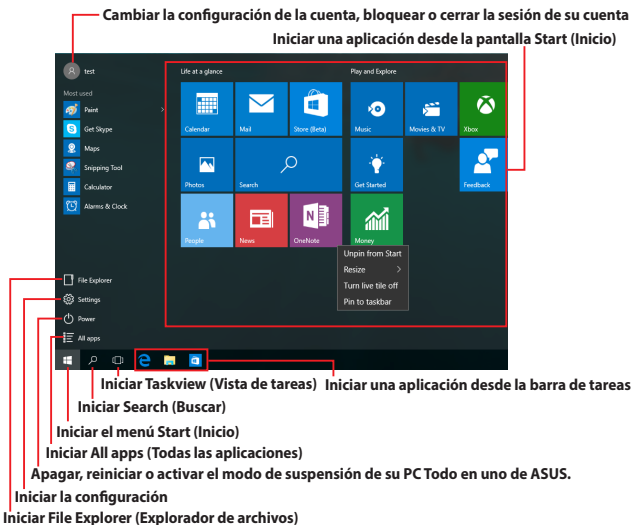 Cambiar la configuración de la cuenta, bloquear o cerrar la sesión de su cuenta
Iniciar una aplicación desde la pantalla Start (Inicio)
test
Most used
Paint
Get Skype
Maps
Snipping Tool
Calculator
Alarms & Clock
File Explorer
Settings
Power
All apps
Life at a glance
Calendar
Mail
Store (Beta)
Photos
Search
People
News
OneNote
Play and Explore
Music
Movies & TV
Xbox
Get Started
Feedback
Money
Unpin from Start
Resize
Turn live tile off
Pin to taskbar
Iniciar Taskview (Vista de tareas)
Iniciar una aplicación desde la barra de tareas
Iniciar Search (Buscar)
Iniciar el menú Start (Inicio)
Iniciar All apps (Todas las aplicaciones)
Apagar, reiniciar o activar el modo de suspensión de su PC Todo en uno de ASUS.
Iniciar la configuración
Iniciar File Explorer (Explorador de archivos)